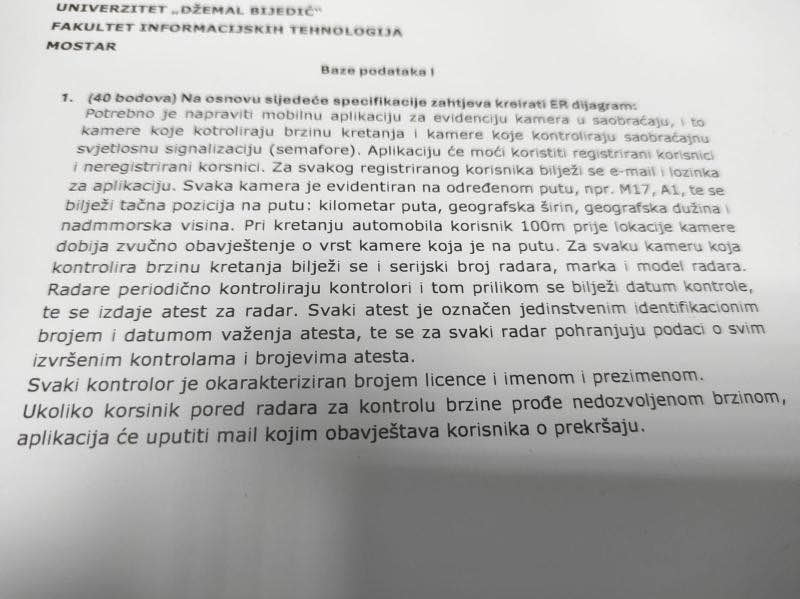 UNIVERZITET „DŽEMAL BIJEDIĆ“
FAKULTET INFORMACIJSKIH TEHNOLOGIJA
MOSTAR
Baze podataka I
1. (40 bodova) Na osnovu sljedeće specifikacije zahtjeva kreirati ER dijagram:
Potrebno je napraviti mobilnu aplikaciju za evidenciju kamera u saobraćaju, i to
kamere koje kotroliraju brzinu kretanja i kamere koje kontroliraju saobraćajnu
svjetlosnu signalizaciju (semafore). Aplikaciju će moći koristiti registrirani korisnici
i neregistrirani korsnici. Za svakog registriranog korisnika bilježi se e-mail i lozinka
za aplikaciju. Svaka kamera je evidentiran na određenom putu, npr. M17, A1, te se
bilježi tačna pozicija na putu: kilometar puta, geografska širin, geografska dužina i
nadmmorska visina. Pri kretanju automobila korisnik 100m prije lokacije kamere
dobija zvučno obavještenje o vrst kamere koja je na putu. Za svaku kameru koja
kontrolira brzinu kretanja bilježi se i serijski broj radara, marka i model radara.
Radare periodično kontroliraju kontrolori i tom prilikom se bilježi datum kontrole,
te se izdaje atest za radar. Svaki atest je označen jedinstvenim identifikacionim
brojem i datumom važenja atesta, te se za svaki radar pohranjuju podaci o svim
izvršenim kontrolama i brojevima atesta.
Svaki kontrolor je okarakteriziran brojem licence i imenom i prezimenom.
Ukoliko korsinik pored radara za kontrolu brzine prođe nedozvoljenom brzinom,
aplikacija će uputiti mail kojim obavještava korisnika o prekršaju.